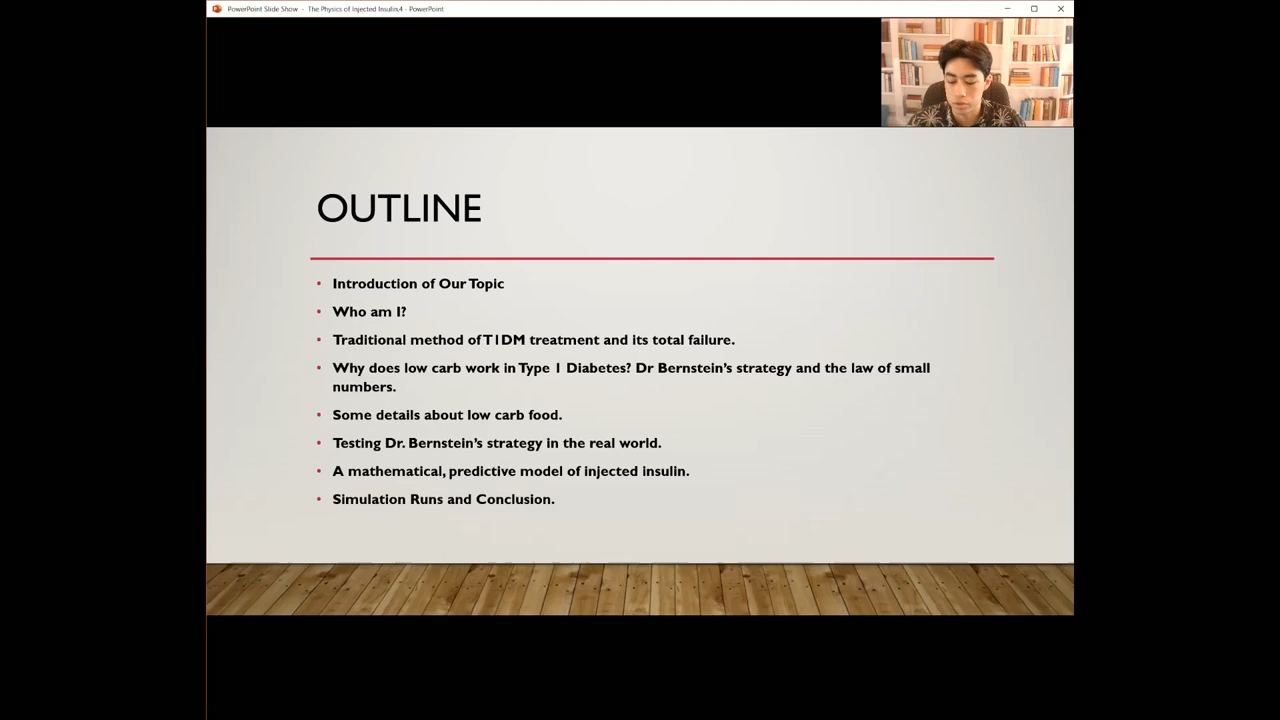 PowerPoint Slide Show - The Physics of Injected Insulin.4 - PowerPoint
OUTLINE
• Introduction of Our Topic
• Who am I?
• Traditional method of T1DM treatment and its total failure.
• Why does low carb work in Type 1 Diabetes? Dr Bernstein's strategy and the law of small
numbers.
• Some details about low carb food.
• Testing Dr. Bernstein's strategy in the real world.
• A mathematical, predictive model of injected insulin.
• Simulation Runs and Conclusion.